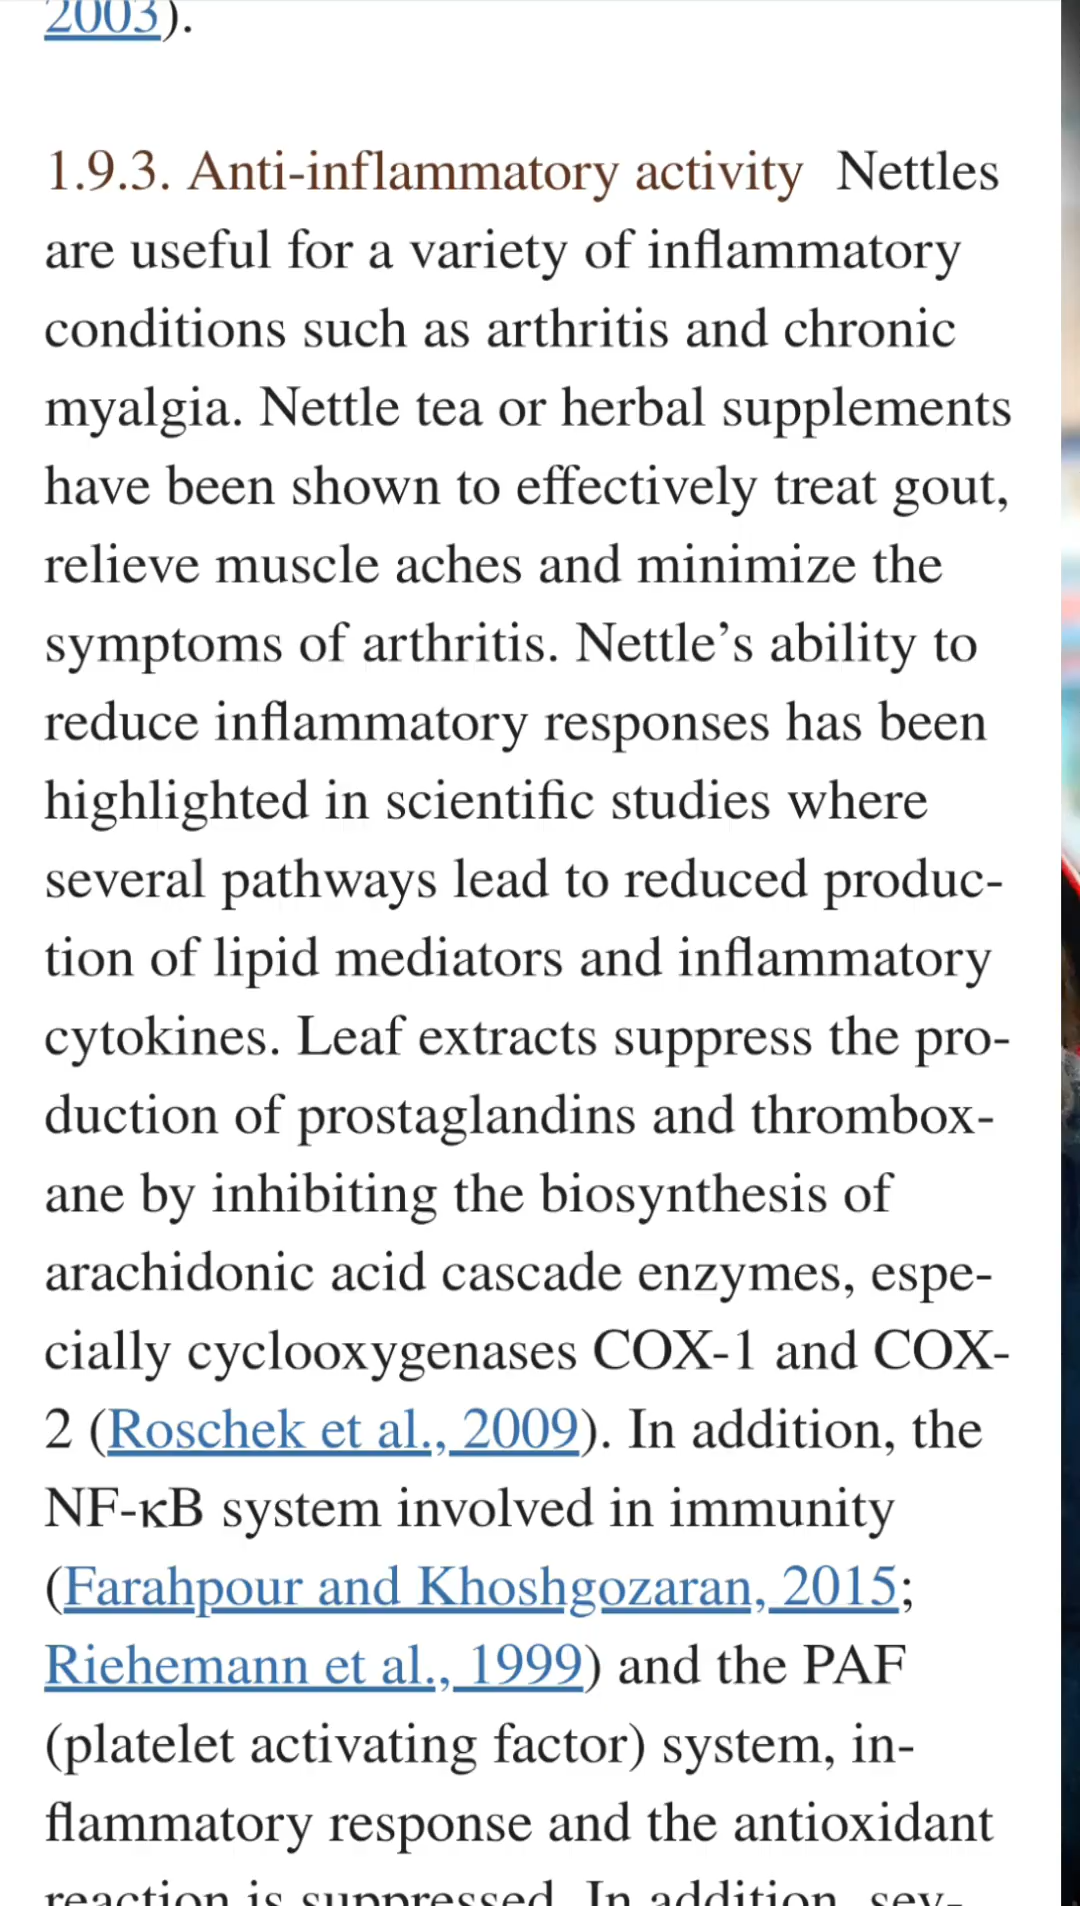 2003).
1.9.3. Anti-inflammatory activity Nettles
are useful for a variety of inflammatory
conditions such as arthritis and chronic
myalgia. Nettle tea or herbal supplements
have been shown to effectively treat gout,
relieve muscle aches and minimize the
symptoms of arthritis. Nettle’s ability to
reduce inflammatory responses has been
highlighted in scientific studies where
several pathways lead to reduced produc-
tion of lipid mediators and inflammatory
cytokines. Leaf extracts suppress the pro-
duction of prostaglandins and thrombox-
ane by inhibiting the biosynthesis of
arachidonic acid cascade enzymes, espe-
cially cyclooxygenases COX-1 and COX-
2 (Roschek et al., 2009). In addition, the
NF-κB system involved in immunity
(Farahpour and Khoshgozaran, 2015;
Riehemann et al., 1999) and the PAF
(platelet activating factor) system, in-
flammatory response and the antioxidant
reaction is suppressed. In addition, sev-